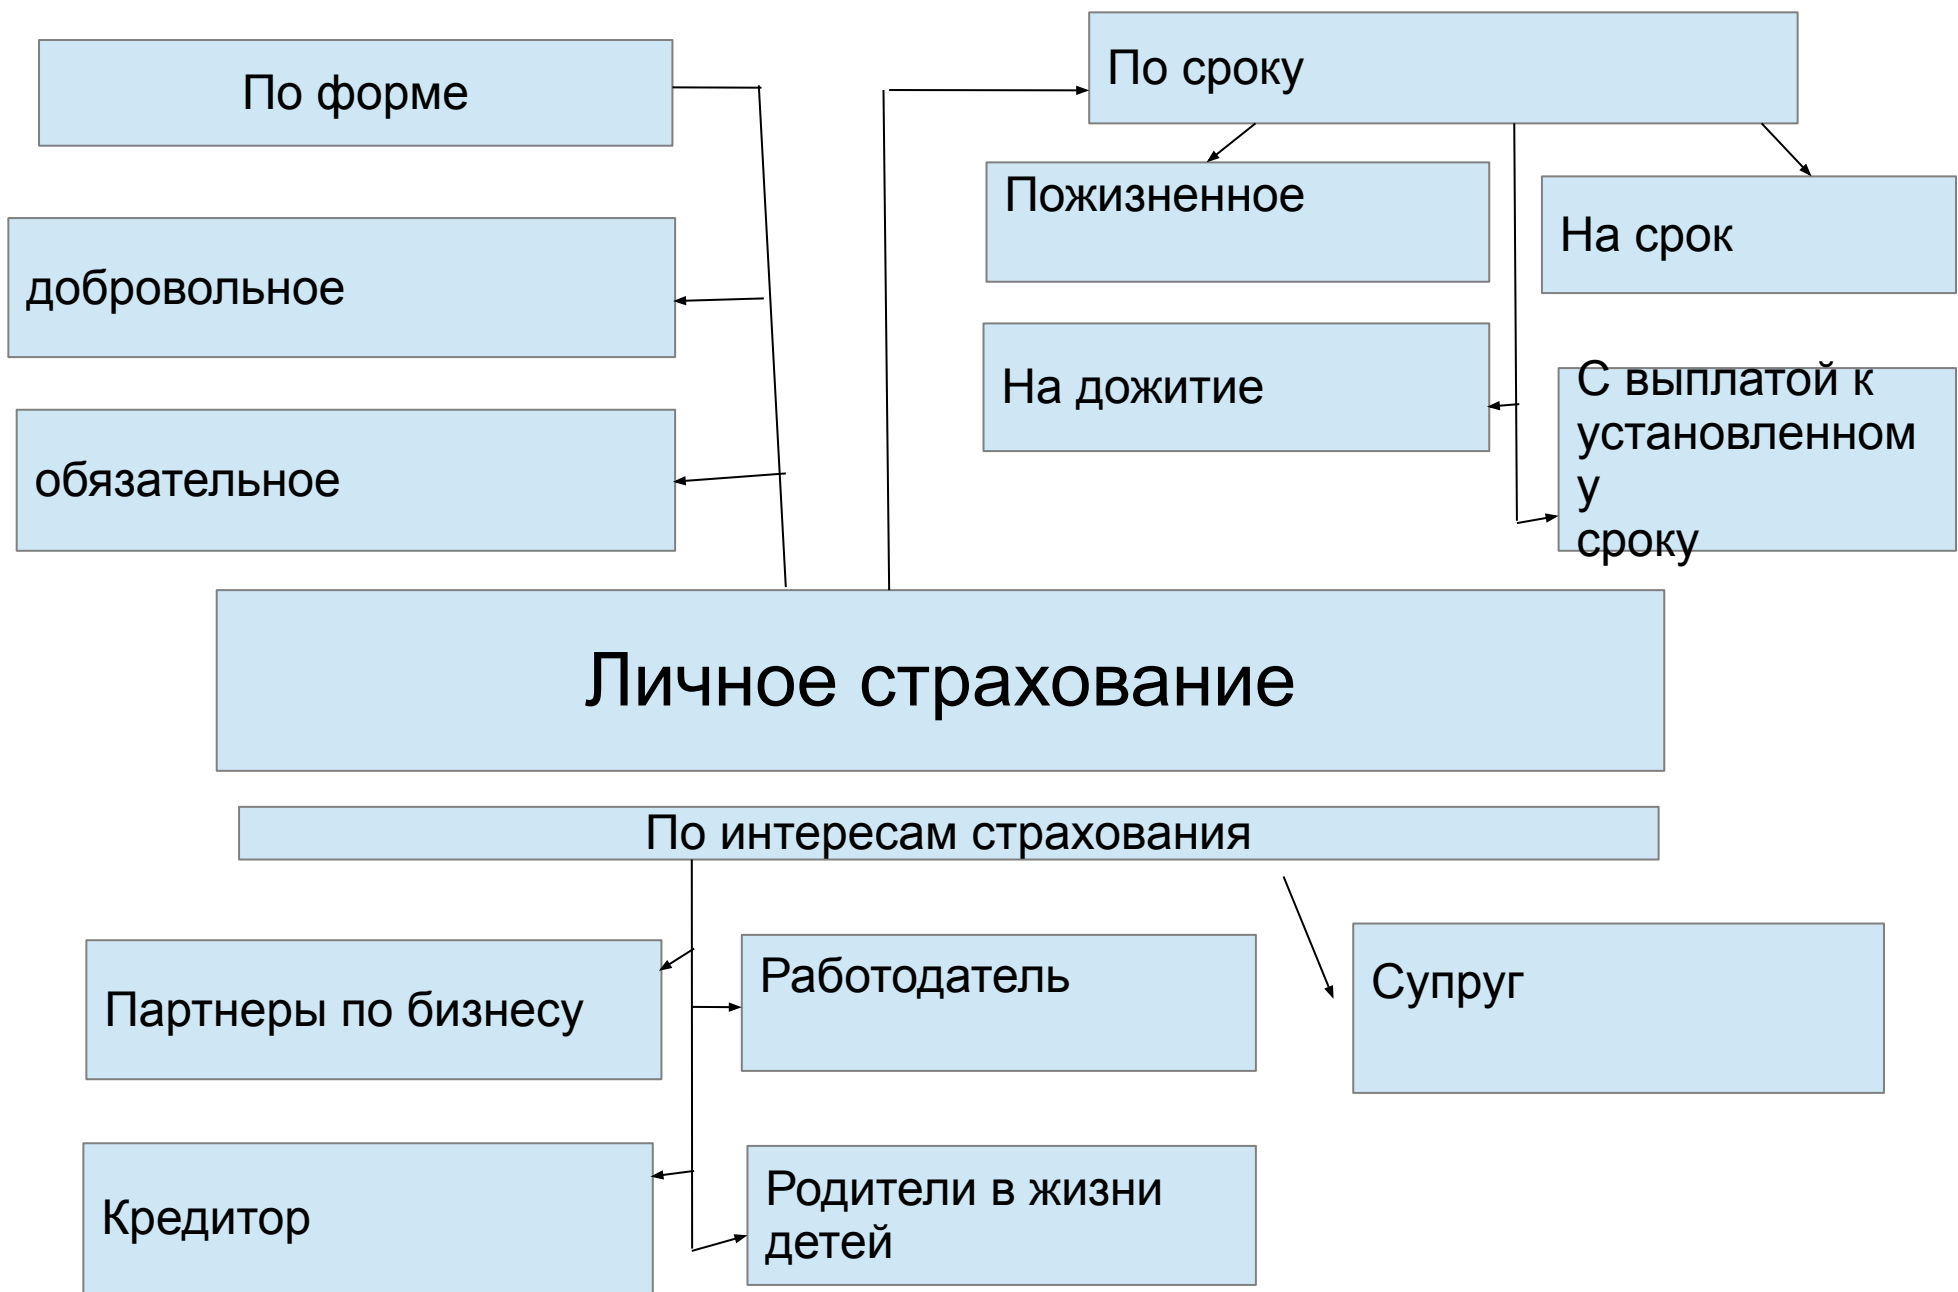 По форме
По сроку
Пожизненное
На срок
добровольное
На дожитие
С выплатой к
установленном
у
сроку
обязательное
Личное страхование
По интересам страхования
Партнеры по бизнесу
Работодатель
Супруг
Кредитор
Родители в жизни
детей